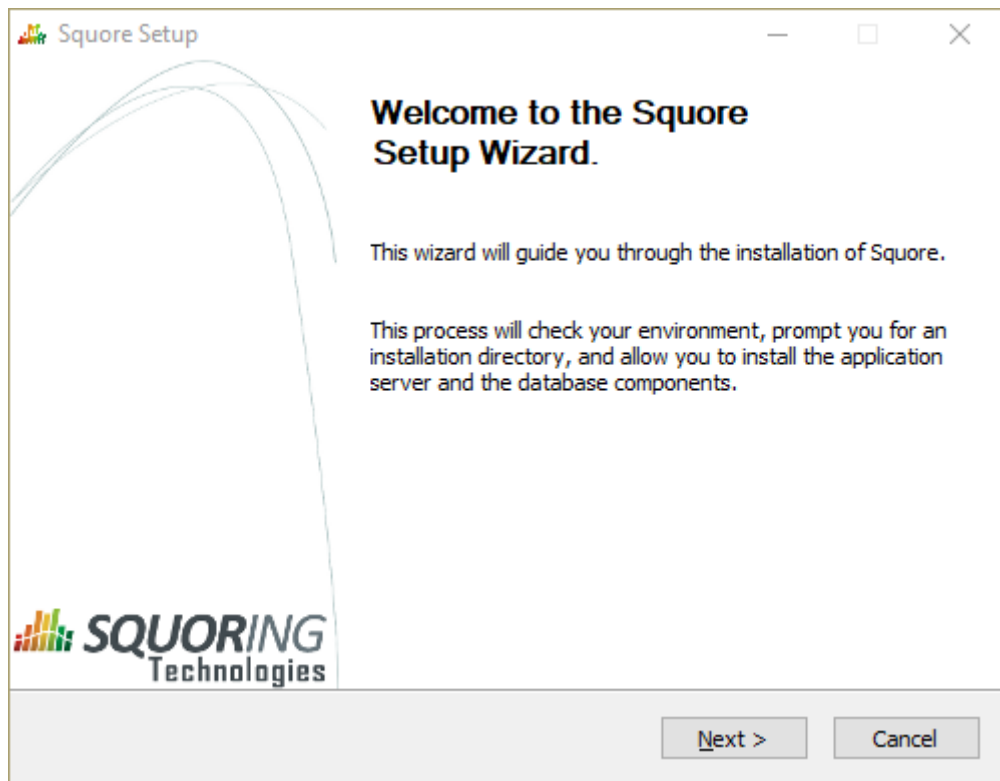 Squore Setup
Welcome to the Squore
Setup Wizard.
This wizard will guide you through the installation of Squore.
This process will check your environment, prompt you for an
installation directory, and allow you to install the application
server and the database components.
SQUORING
Technologies
Next >
Cancel